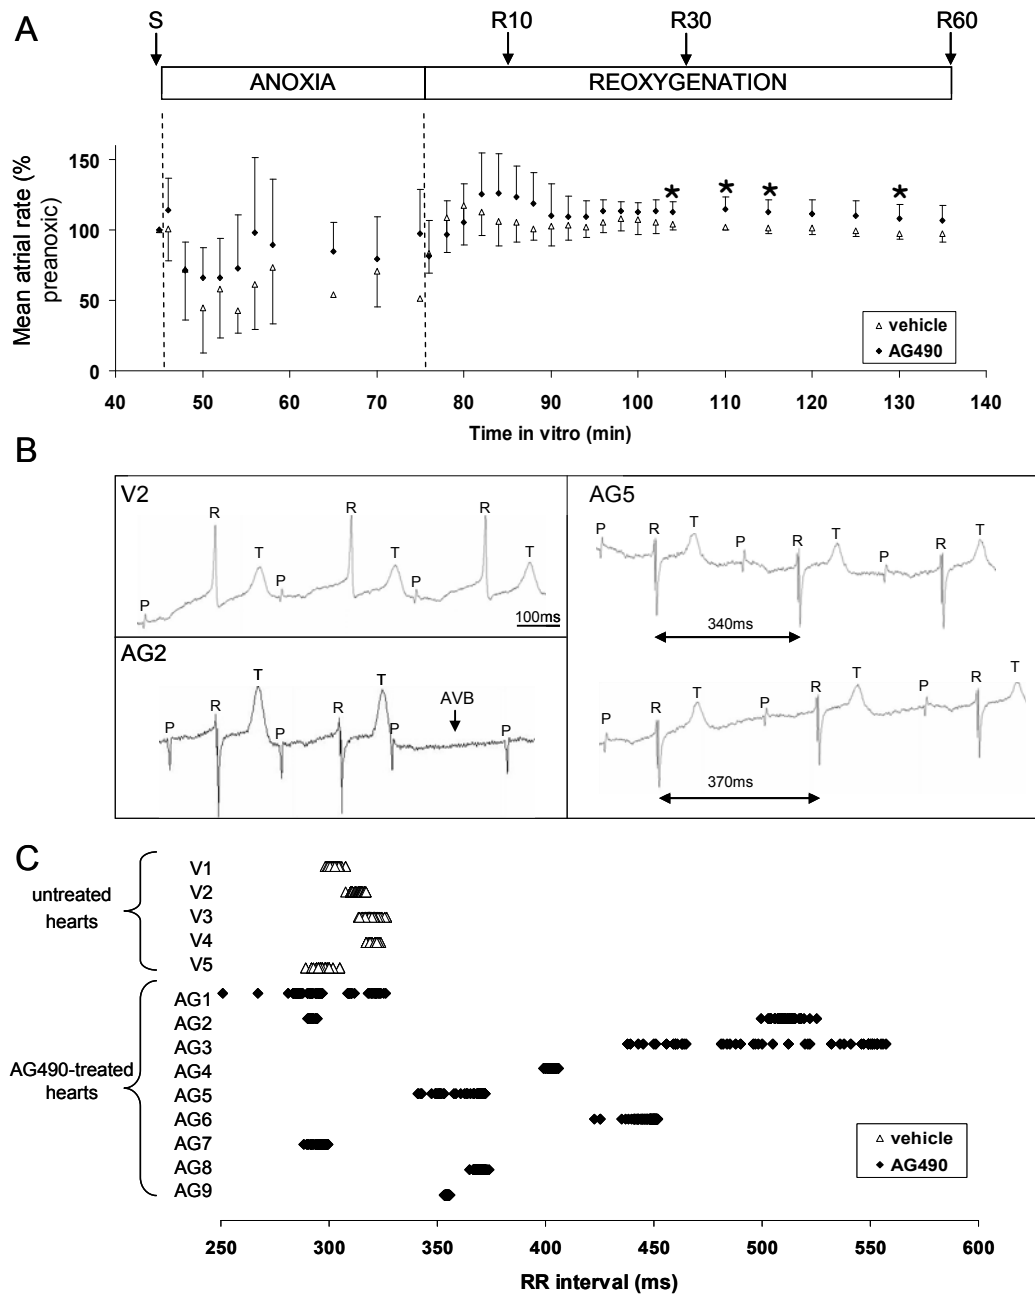 A
S R10 R30 R60
ANOXIA REOXYGENATION
Mean atrial rate (%
preanoxic)
150
100
50
0
* * * *
vehicle
AG490
40 50 60 70 80 90 100 110 120 130 140
Time in vitro (min)
B
V2
R R R
T T T
P P P
100ms
AG2
T T
R R
AVB
P P P P
AG5
P R T P R T P R T
340ms
P R T P R T P R T
370ms
C
untreated
hearts
V1
V2
V3
V4
V5
AG490-treated
hearts
AG1
AG2
AG3
AG4
AG5
AG6
AG7
AG8
AG9
vehicle
AG490
250 300 350 400 450 500 550 600
RR interval (ms)